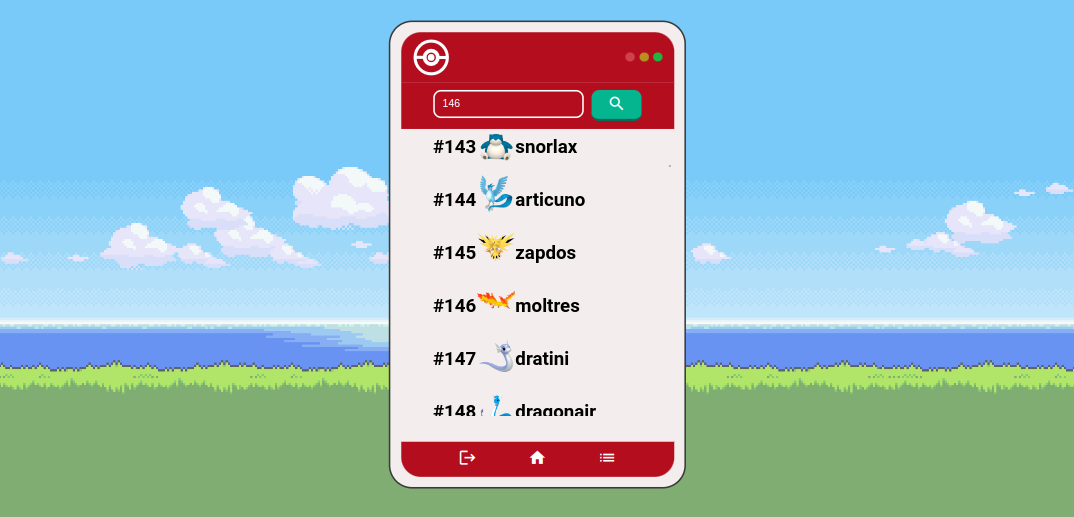 146
#143 snorlax
#144 articuno
#145 zapdos
#146 moltres
#147 dratini
#148 dragonair